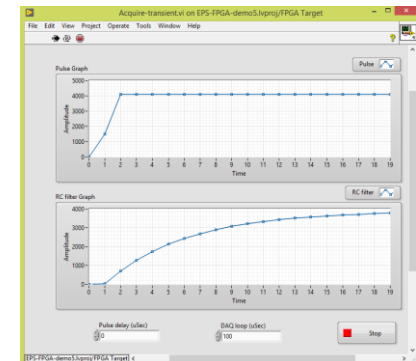 Acquire-transient.vi on EPS-FPGA-demo5.lvproj/FPGA Target
File Edit View Project Operate Tools Window Help
Pulse Graph
Pulse
5000
4000
3000
2000
1000
0
Amplitude
0 1 2 3 4 5 6 7 8 9 10 11 12 13 14 15 16 17 18 19
Time
RC filter Graph
RC filter
4000
3000
2000
1000
0
Amplitude
0 1 2 3 4 5 6 7 8 9 10 11 12 13 14 15 16 17 18 19
Time
Pulse delay (uSec)
0
DAQ loop (uSec)
100
Stop
EPS-FPGA-demo5.lvproj/FPGA Target